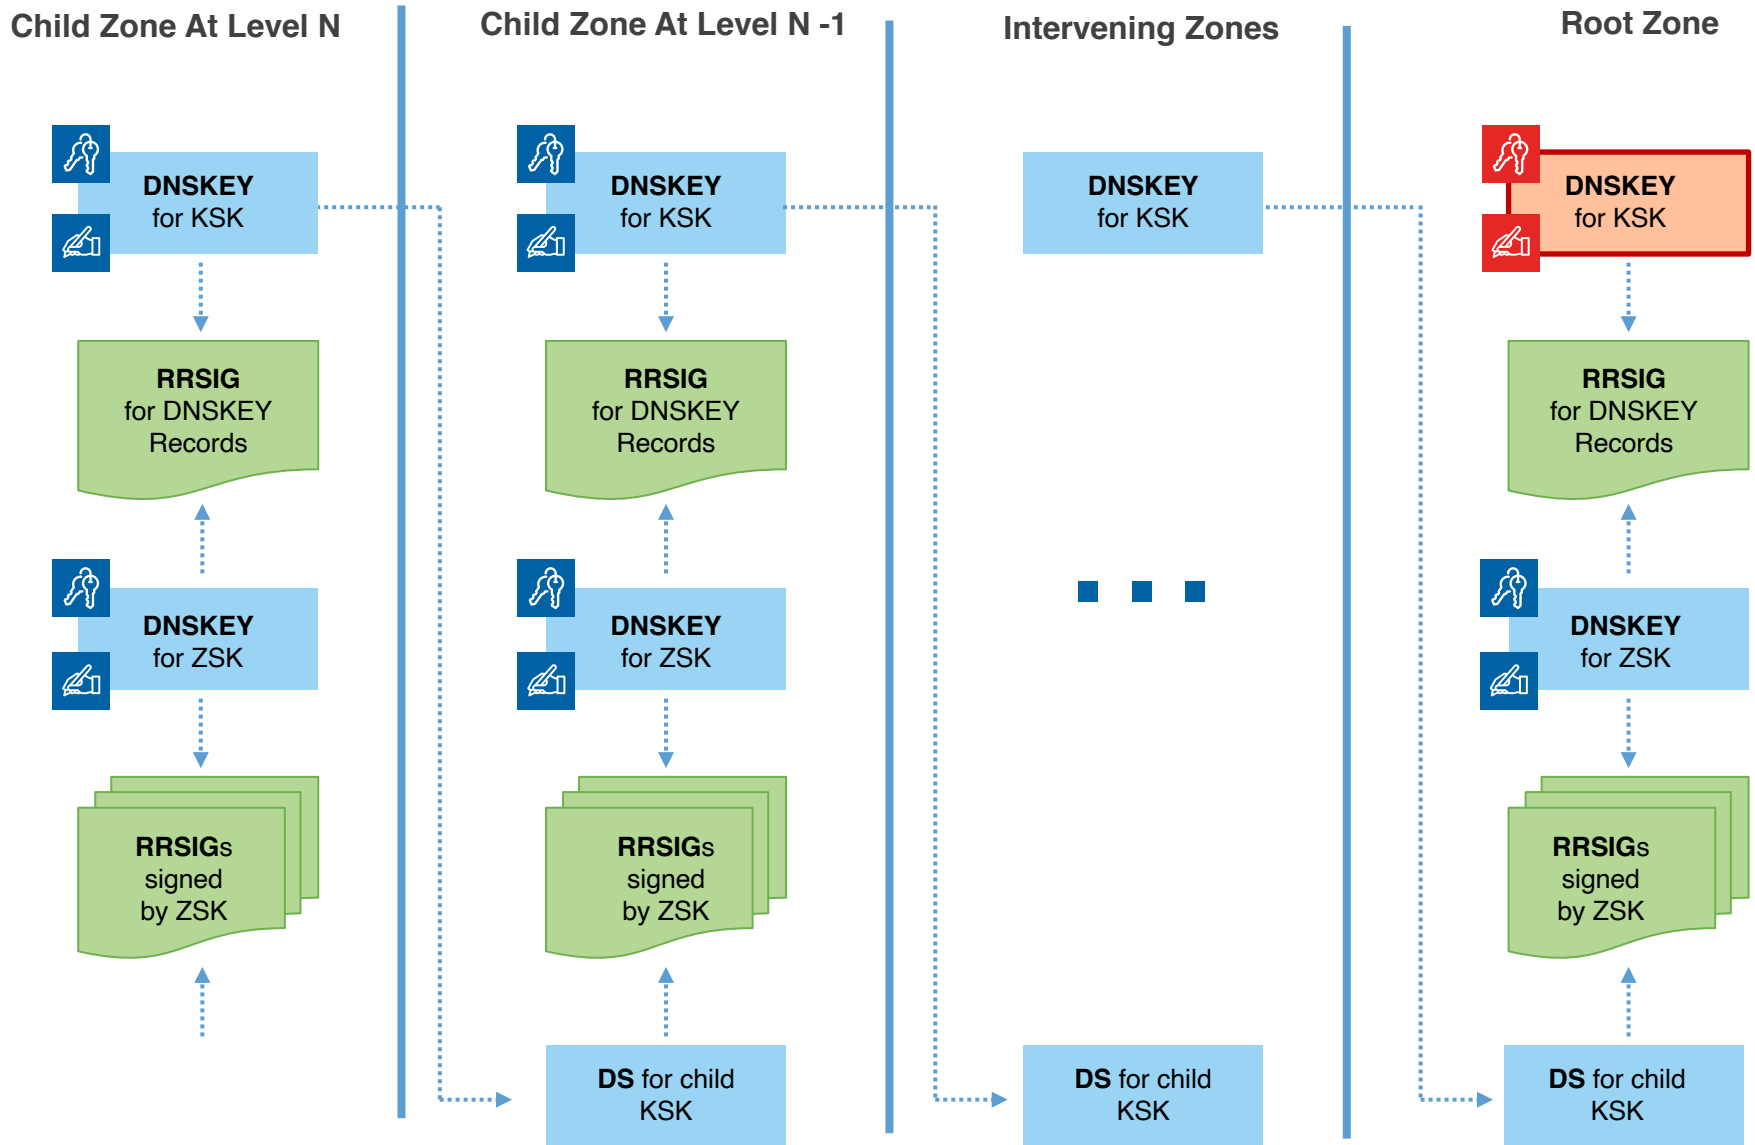 Child Zone At Level N
DNSKEY
for KSK
RRSIG
for DNSKEY
Records
DNSKEY
for ZSK
RRSIGs
signed
by ZSK
Child Zone At Level N -1
DNSKEY
for KSK
RRSIG
for DNSKEY
Records
DNSKEY
for ZSK
RRSIGs
signed
by ZSK
DS for child
KSK
Intervening Zones
DNSKEY
for KSK
DS for child
KSK
Root Zone
DNSKEY
for KSK
RRSIG
for DNSKEY
Records
DNSKEY
for ZSK
RRSIGs
signed
by ZSK
DS for child
KSK